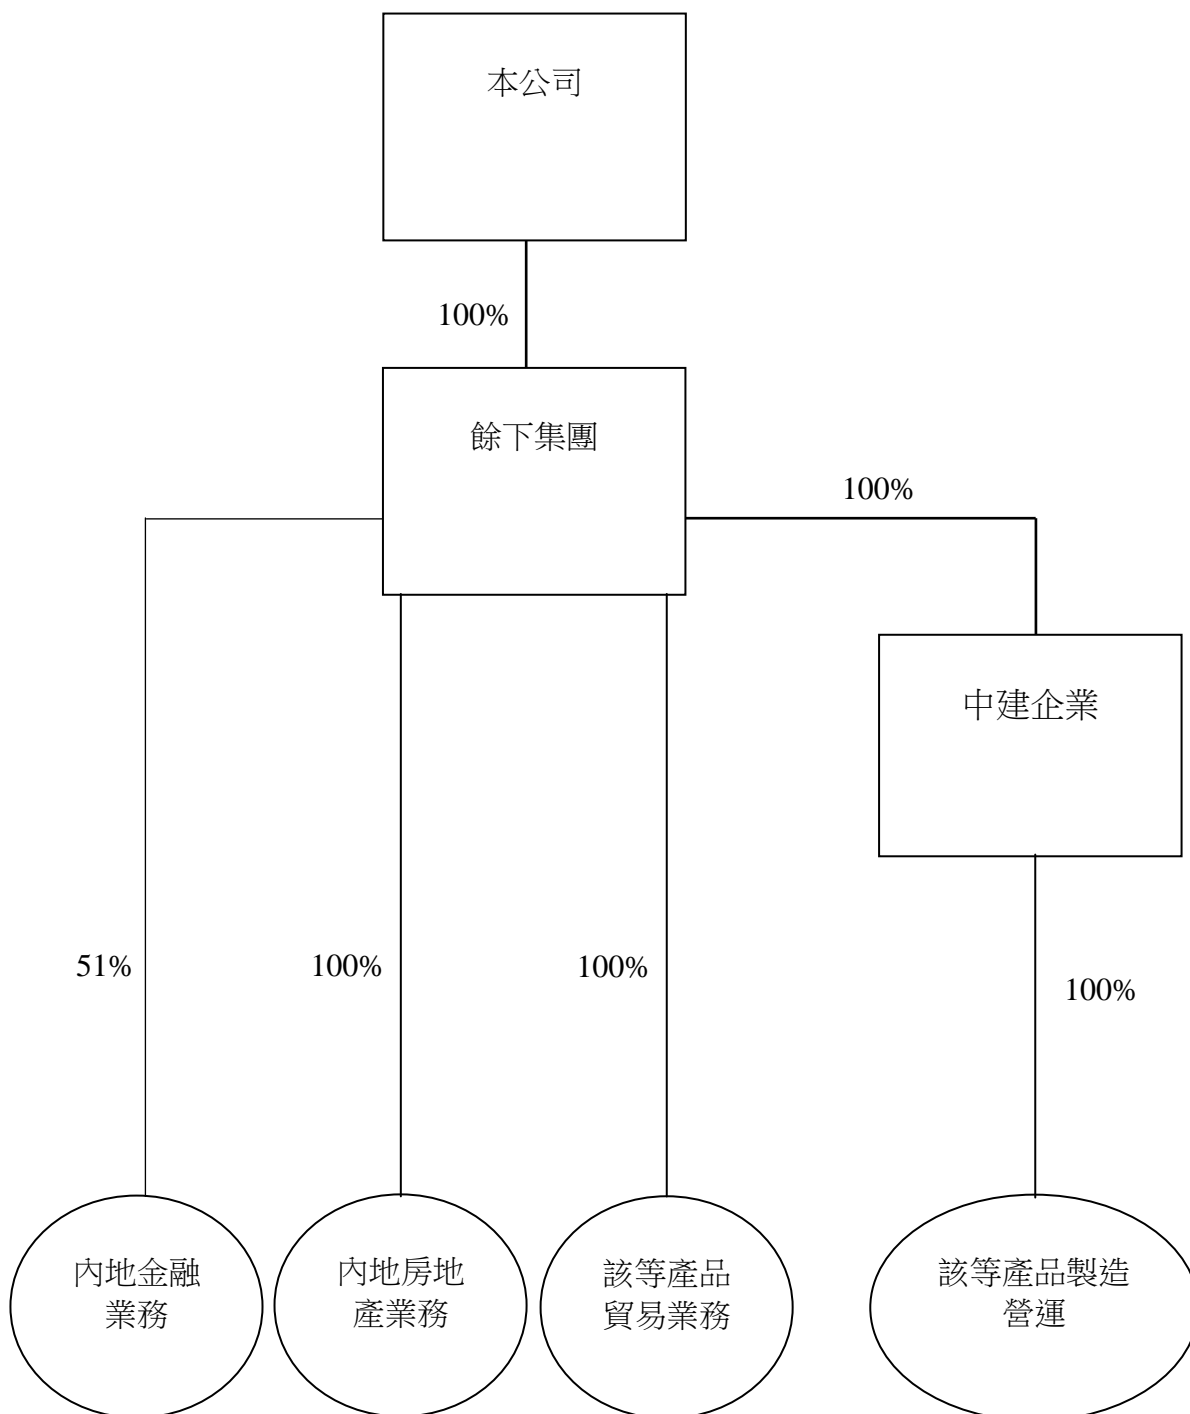 本公司
100%
餘下集團
100%
中建企業
51%
100%
100%
100%
內地金融
業務
內地房地
產業務
該等產品
貿易業務
該等產品製造
營運